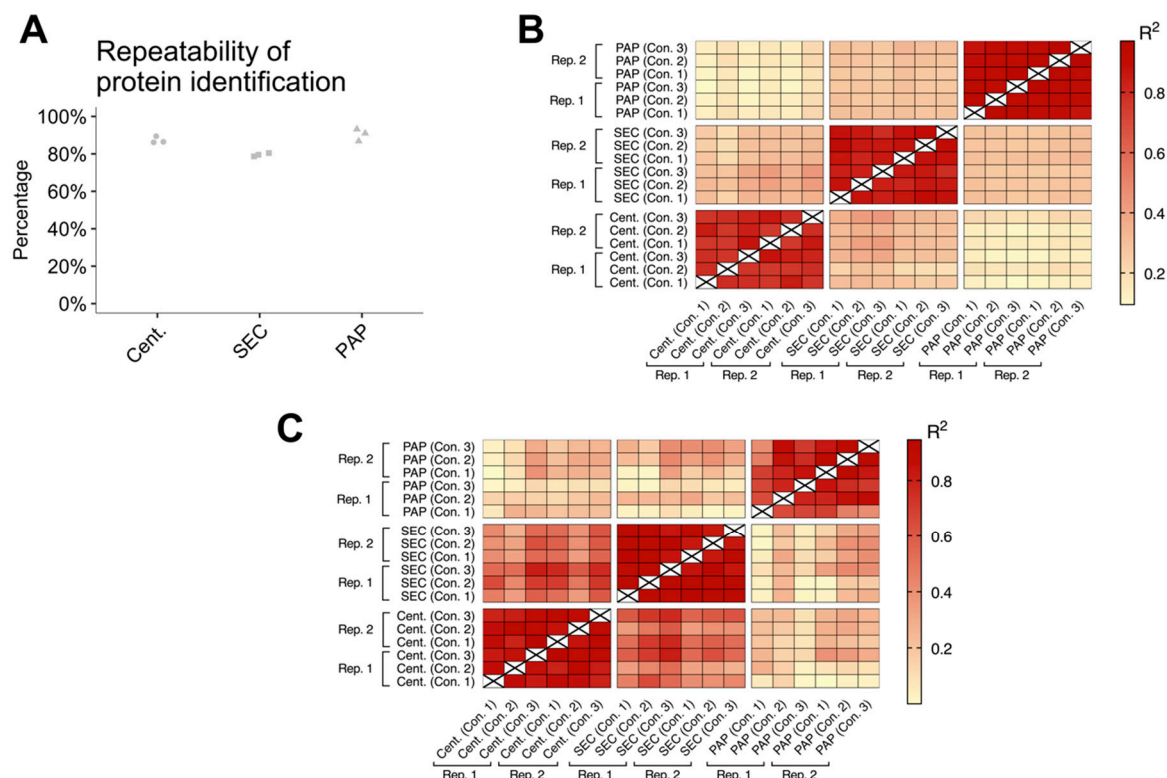 A
Repeatability of
protein identification
Percentage
100%
80%
60%
40%
20%
0%
Cent.
SEC
PAP
B
Rep. 2
Rep. 1
PAP (Con. 3)
PAP (Con. 2)
PAP (Con. 1)
PAP (Con. 3)
PAP (Con. 2)
PAP (Con. 1)
Rep. 2
Rep. 1
SEC (Con. 3)
SEC (Con. 2)
SEC (Con. 1)
SEC (Con. 3)
SEC (Con. 2)
SEC (Con. 1)
Rep. 2
Rep. 1
Cent. (Con. 3)
Cent. (Con. 2)
Cent. (Con. 1)
Cent. (Con. 3)
Cent. (Con. 2)
Cent. (Con. 1)
Cent. (Con. 1)
Cent. (Con. 2)
Cent. (Con. 3)
Cent. (Con. 1)
Cent. (Con. 2)
Cent. (Con. 3)
SEC (Con. 1)
SEC (Con. 2)
SEC (Con. 3)
SEC (Con. 1)
SEC (Con. 2)
SEC (Con. 3)
PAP (Con. 1)
PAP (Con. 2)
PAP (Con. 3)
PAP (Con. 1)
PAP (Con. 2)
PAP (Con. 3)
Rep. 1
Rep. 2
Rep. 1
Rep. 2
Rep. 1
Rep. 2
R²
0.8
0.6
0.4
0.2
C
Rep. 2
Rep. 1
PAP (Con. 3)
PAP (Con. 2)
PAP (Con. 1)
PAP (Con. 3)
PAP (Con. 2)
PAP (Con. 1)
Rep. 2
Rep. 1
SEC (Con. 3)
SEC (Con. 2)
SEC (Con. 1)
SEC (Con. 3)
SEC (Con. 2)
SEC (Con. 1)
Rep. 2
Rep. 1
Cent. (Con. 3)
Cent. (Con. 2)
Cent. (Con. 1)
Cent. (Con. 3)
Cent. (Con. 2)
Cent. (Con. 1)
Cent. (Con. 1)
Cent. (Con. 2)
Cent. (Con. 3)
Cent. (Con. 1)
Cent. (Con. 2)
Cent. (Con. 3)
SEC (Con. 1)
SEC (Con. 2)
SEC (Con. 3)
SEC (Con. 1)
SEC (Con. 2)
SEC (Con. 3)
PAP (Con. 1)
PAP (Con. 2)
PAP (Con. 3)
PAP (Con. 1)
PAP (Con. 2)
PAP (Con. 3)
Rep. 1
Rep. 2
Rep. 1
Rep. 2
Rep. 1
Rep. 2
R²
0.8
0.6
0.4
0.2